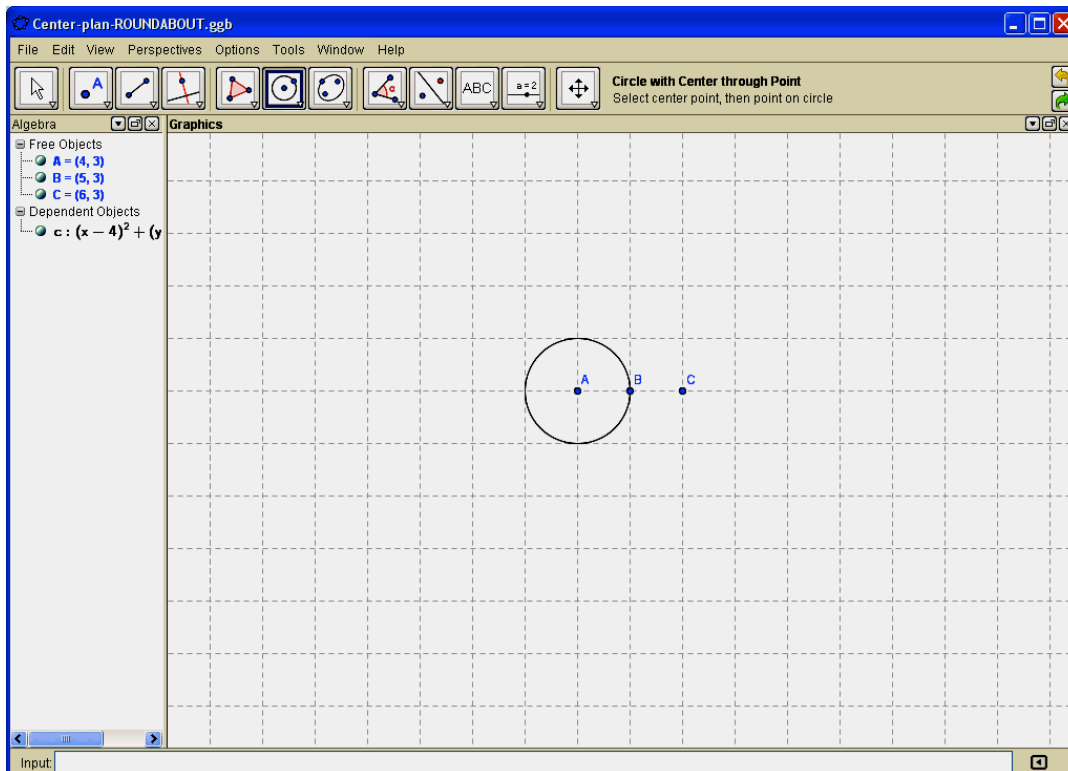 Center-plan-ROUNDABOUT.ggb
File Edit View Perspectives Options Tools Window Help
A
α
ABC
a=2
Circle with Center through Point
Select center point, then point on circle
Algebra
Graphics
Free Objects
A = (4, 3)
B = (5, 3)
C = (6, 3)
Dependent Objects
c : (x − 4)² + (y
A B C
Input: